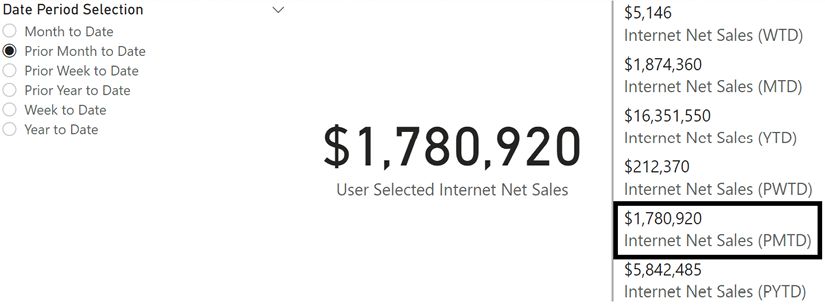 Date Period Selection
Month to Date
Prior Month to Date
Prior Week to Date
Prior Year to Date
Week to Date
Year to Date
$1,780,920
User Selected Internet Net Sales
$5,146
Internet Net Sales (WTD)
$1,874,360
Internet Net Sales (MTD)
$16,351,550
Internet Net Sales (YTD)
$212,370
Internet Net Sales (PWTD)
$1,780,920
Internet Net Sales (PMTD)
$5,842,485
Internet Net Sales (PYTD)